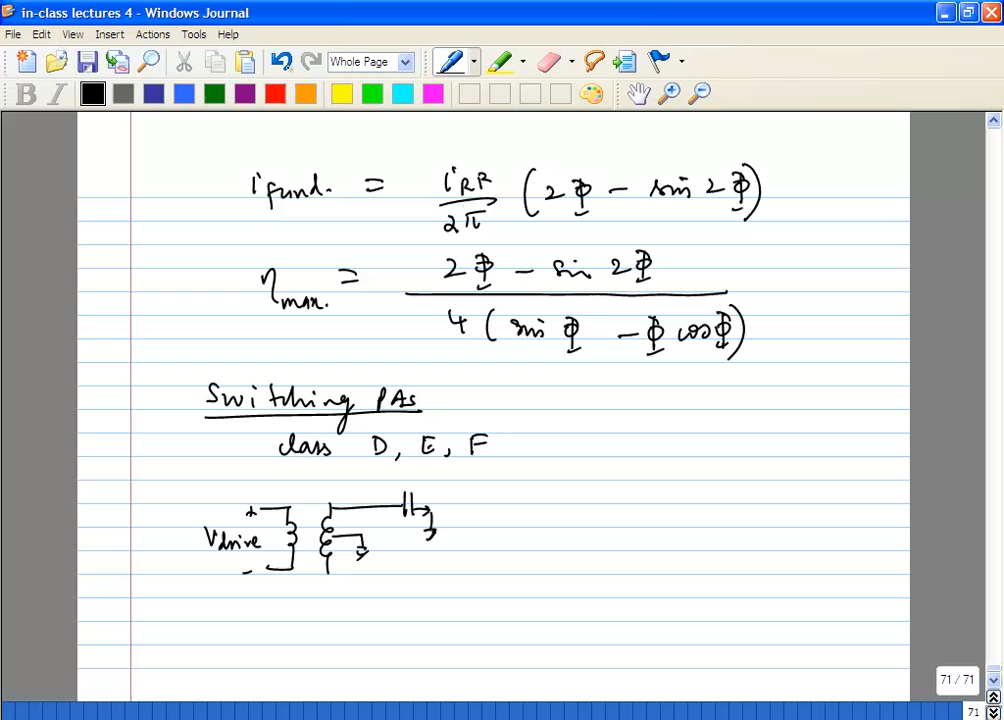 in-class lectures 4 - Windows Journal
File Edit View Insert Actions Tools Help
Whole Page
B I
i fund. = iRF / 2π (2Φ - sin 2Φ)
η max. = 2Φ - sin 2Φ / 4 (sin Φ - Φ cos Φ)
Switching PAs
class D, E, F
+
Vdrive
-
71 / 71
71